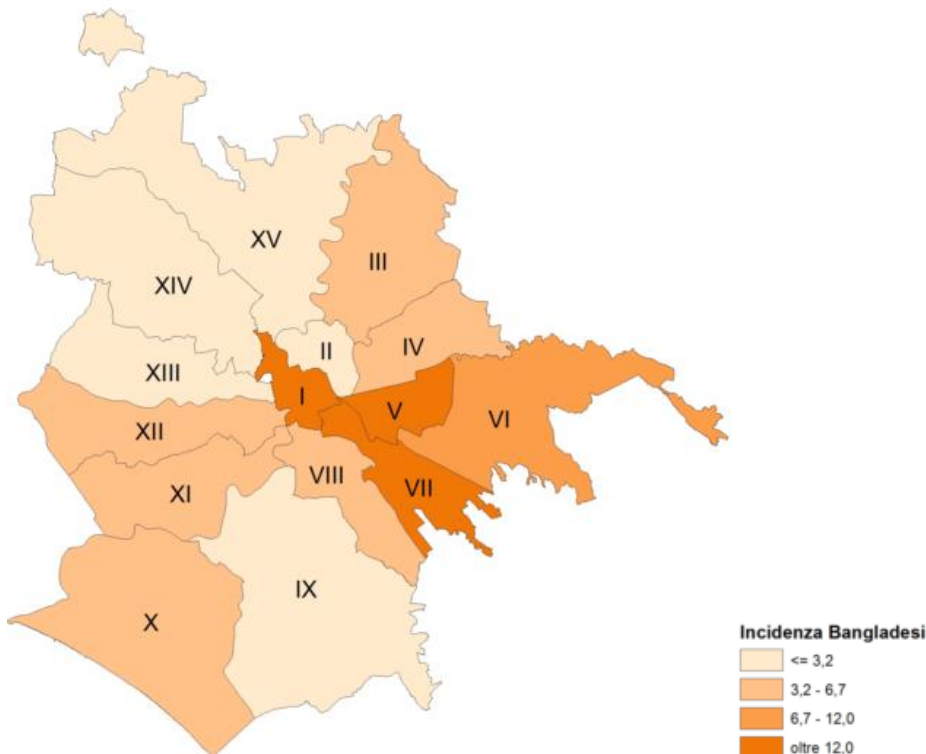 XV
III
XIV
II
IV
XIII
I
V
VI
XII
VIII
VII
XI
IX
X
Incidenza Bangladesi
<= 3,2
3,2 - 6,7
6,7 - 12,0
oltre 12,0